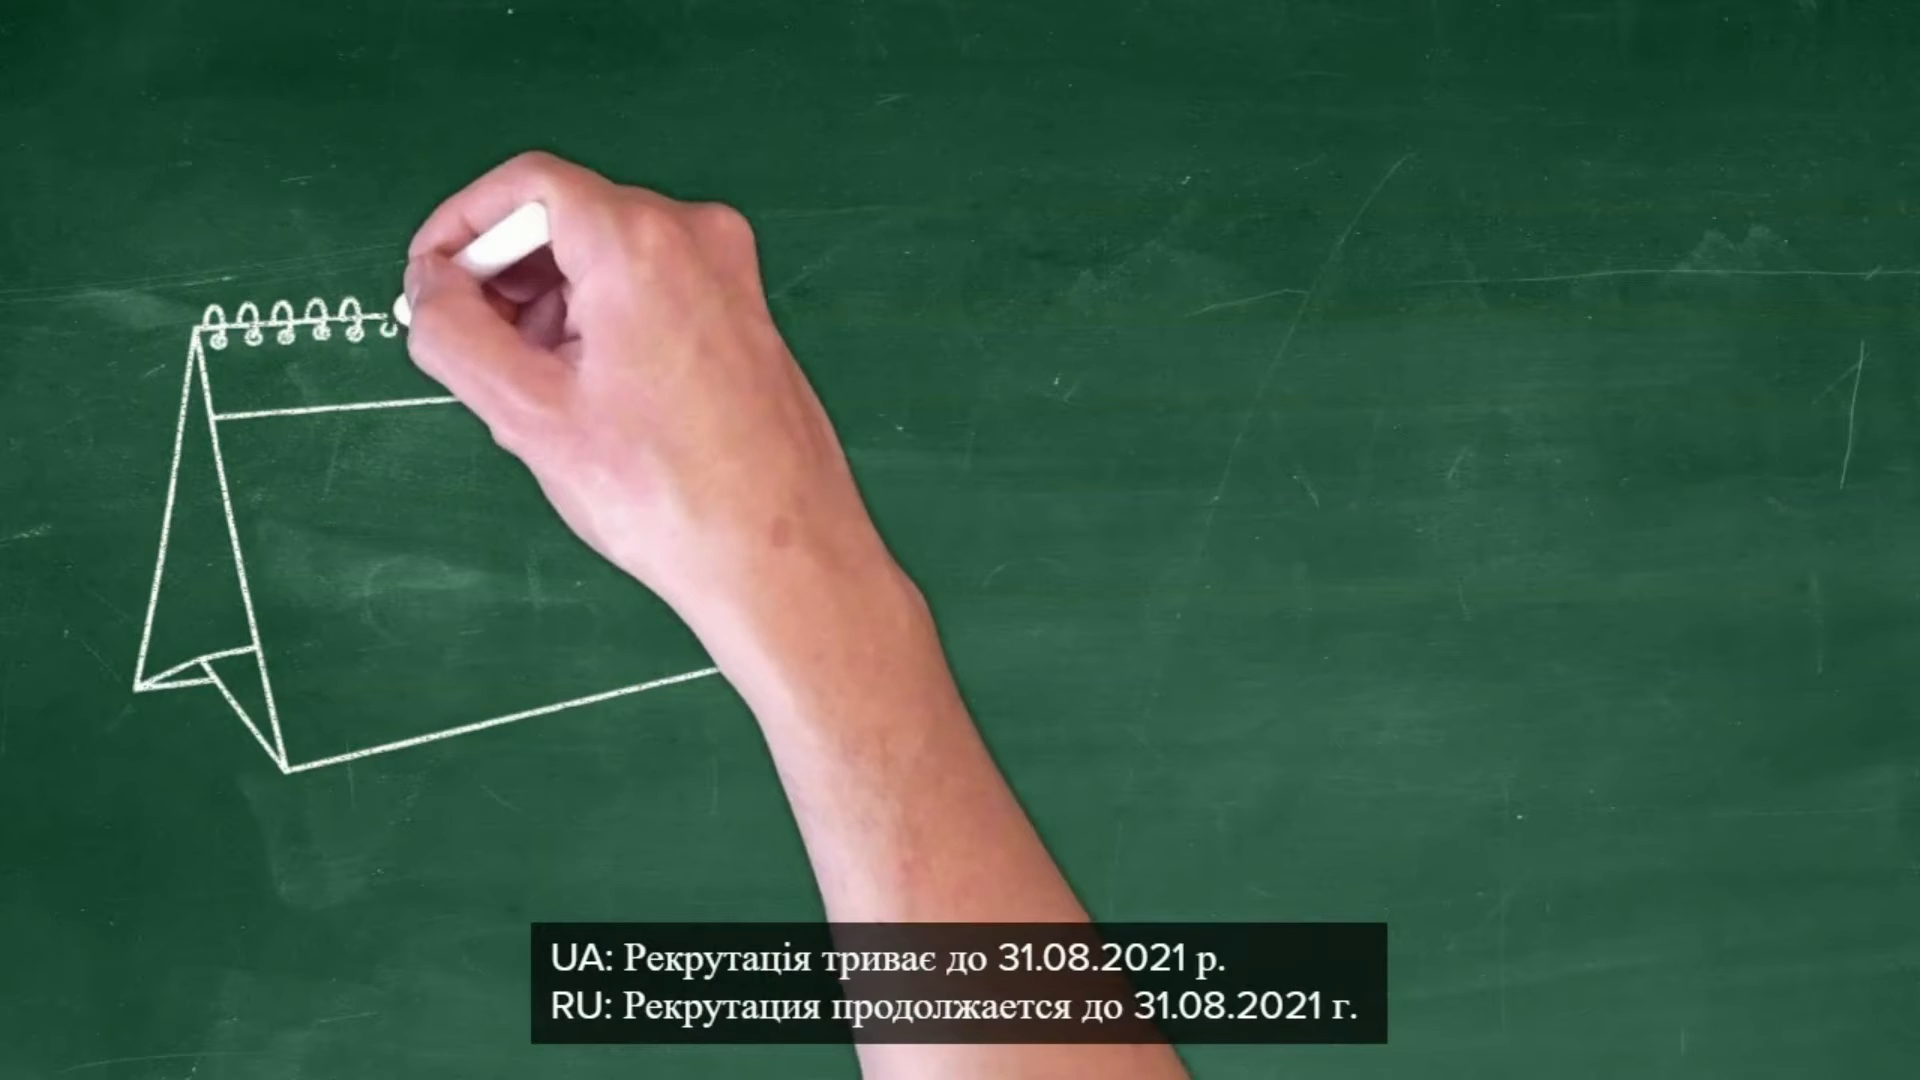 UA: Рекрутація триває до 31.08.2021 р.
RU: Рекрутация продолжается до 31.08.2021 г.